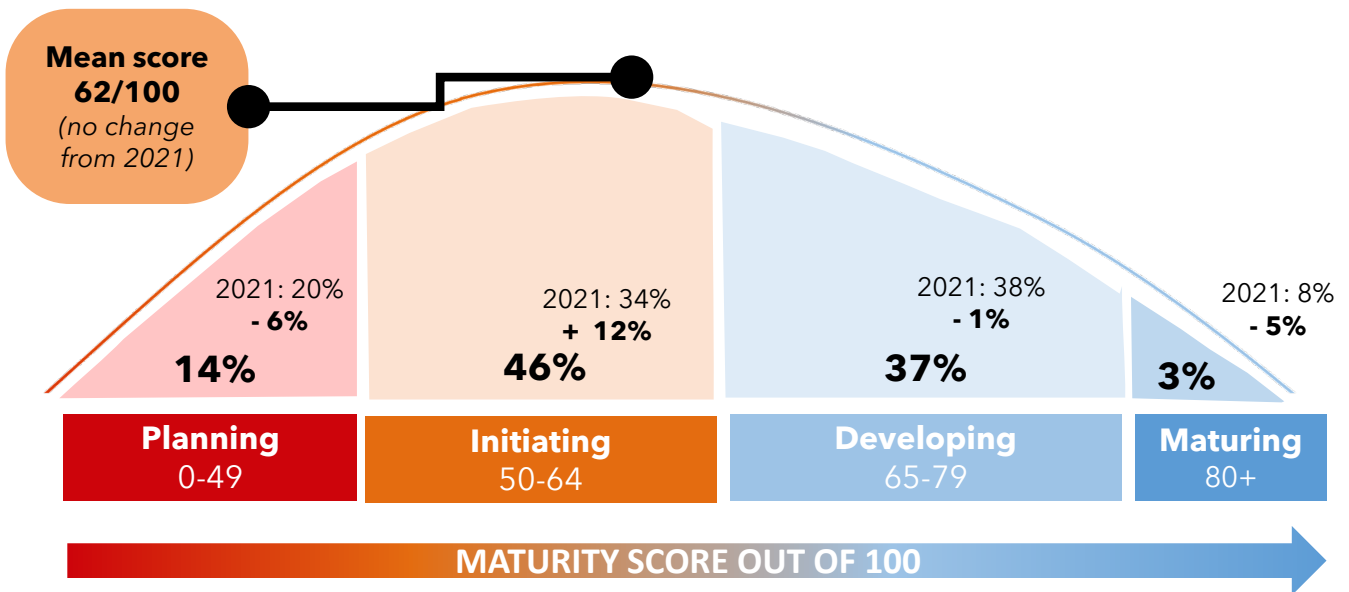 Mean score
62/100
(no change
from 2021)
2021: 20%
- 6%
14%
2021: 34%
+ 12%
46%
2021: 38%
- 1%
37%
2021: 8%
- 5%
3%
Planning
0-49
Initiating
50-64
Developing
65-79
Maturing
80+
MATURITY SCORE OUT OF 100